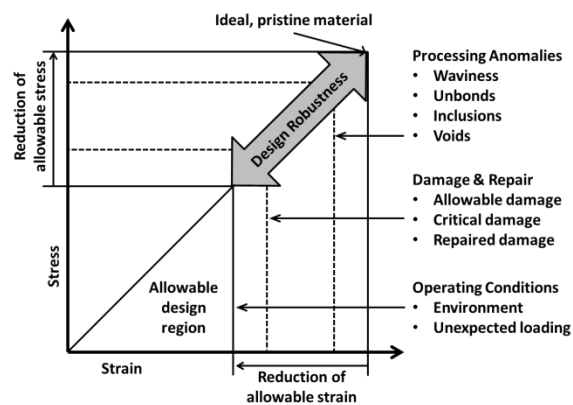 Ideal, pristine material
Reduction of
allowable stress
Design Robustness
Processing Anomalies
• Waviness
• Unbonds
• Inclusions
• Voids
Damage & Repair
• Allowable damage
• Critical damage
• Repaired damage
Operating Conditions
• Environment
• Unexpected loading
Stress
Allowable
design
region
Strain
Reduction of
allowable strain